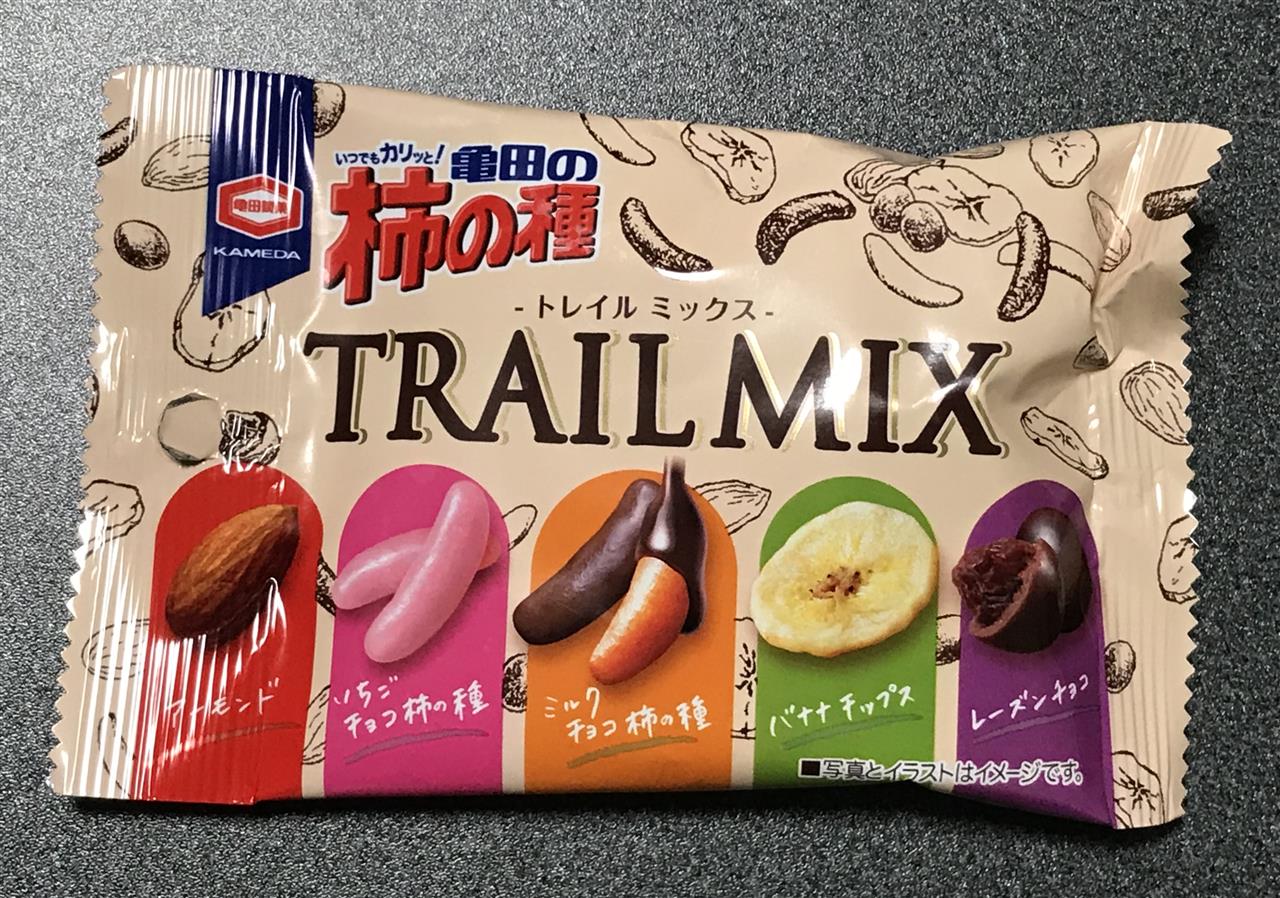 亀田製菓
KAMEDA
いつでもカリッと!
亀田の
柿の種
- トレイル ミックス -
TRAIL MIX
アーモンド
いちご
チョコ柿の種
ミルク
チョコ柿の種
バナナチップス
レーズンチョコ
■写真とイラストはイメージです。